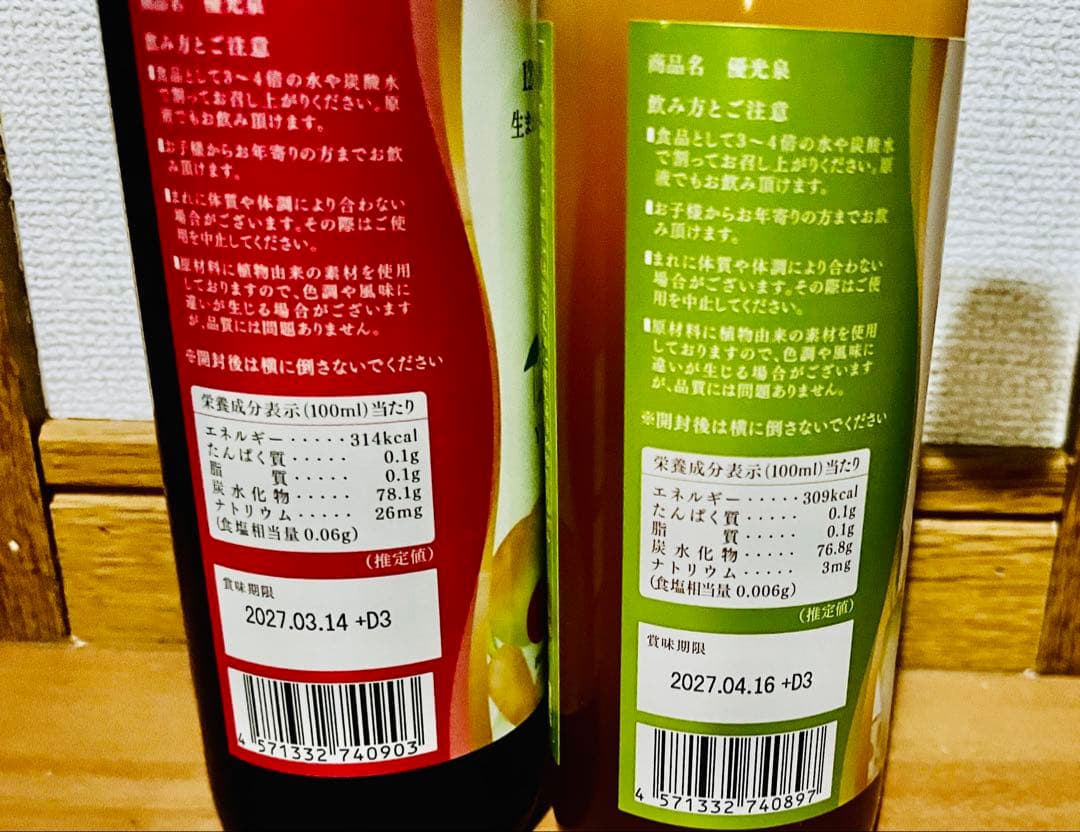 商品名 優光泉
飲み方とご注意
食品として3〜4倍の水や炭酸水
で割ってお召し上がりください。原
液でもお飲み頂けます。
お子様からお年寄りの方までお飲
み頂けます。
まれに体質や体調により合わない
場合がございます。その際はご使
用を中止してください。
原材料に植物由来の素材を使用
しておりますので、色調や風味に
違いが生じる場合がございます
が、品質には問題ありません。
※開封後は横に倒さないでください
栄養成分表示(100ml)当たり
エネルギー・・・・・・314kcal
たんぱく質・・・・・ 0.1g
脂 質・・・・・ 0.1g
炭水化物・・・・・ 78.1g
ナトリウム・・・・・ 26mg
(食塩相当量 0.06g)
(推定値)
賞味期限
2027.03.14 +D3
4 571332 740903
商品名 優光泉
飲み方とご注意
食品として3〜4倍の水や炭酸水
で割ってお召し上がりください。原
液でもお飲み頂けます。
お子様からお年寄りの方までお飲
み頂けます。
まれに体質や体調により合わない
場合がございます。その際はご使
用を中止してください。
原材料に植物由来の素材を使用
しておりますので、色調や風味に
違いが生じる場合がございます
が、品質には問題ありません。
※開封後は横に倒さないでください
栄養成分表示(100ml)当たり
エネルギー・・・・・309kcal
たんぱく質・・・・・ 0.1g
脂 質・・・・・ 0.1g
炭水化物・・・・・ 76.8g
ナトリウム・・・・・ 3mg
(食塩相当量 0.006g)
(推定値)
賞味期限
2027.04.16 +D3
4 571332 740897